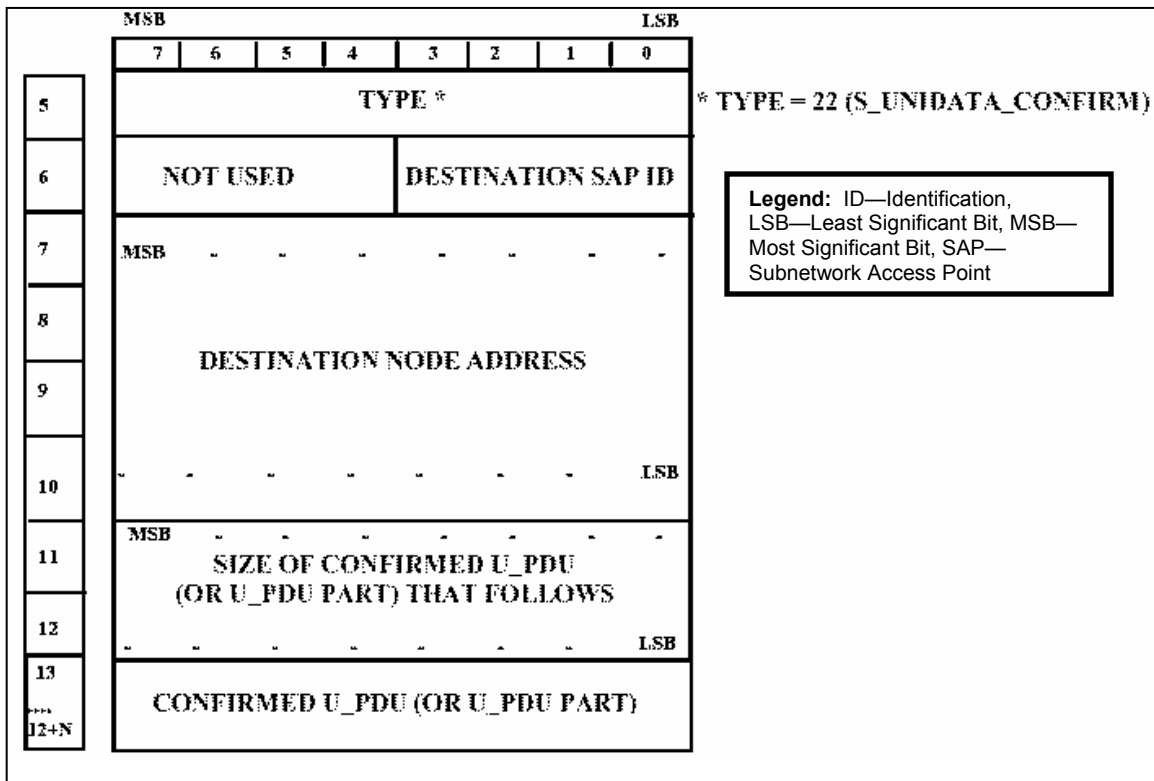 MSB LSB
7 6 5 4 3 2 1 0
5 TYPE * * TYPE = 22 (S_UNIDATA_CONFIRM)
6 NOT USED DESTINATION SAP ID
Legend: ID—Identification,
LSB—Least Significant Bit, MSB—
Most Significant Bit, SAP—
Subnetwork Access Point
7 MSB - - - - - - -
8
DESTINATION NODE ADDRESS
9
10 - - - - - - - LSB
MSB - - - - - - -
11 SIZE OF CONFIRMED U_PDU
(OR U_PDU PART) THAT FOLLOWS
12 - - - - - - - LSB
13
CONFIRMED U_PDU (OR U_PDU PART)
....
12+N